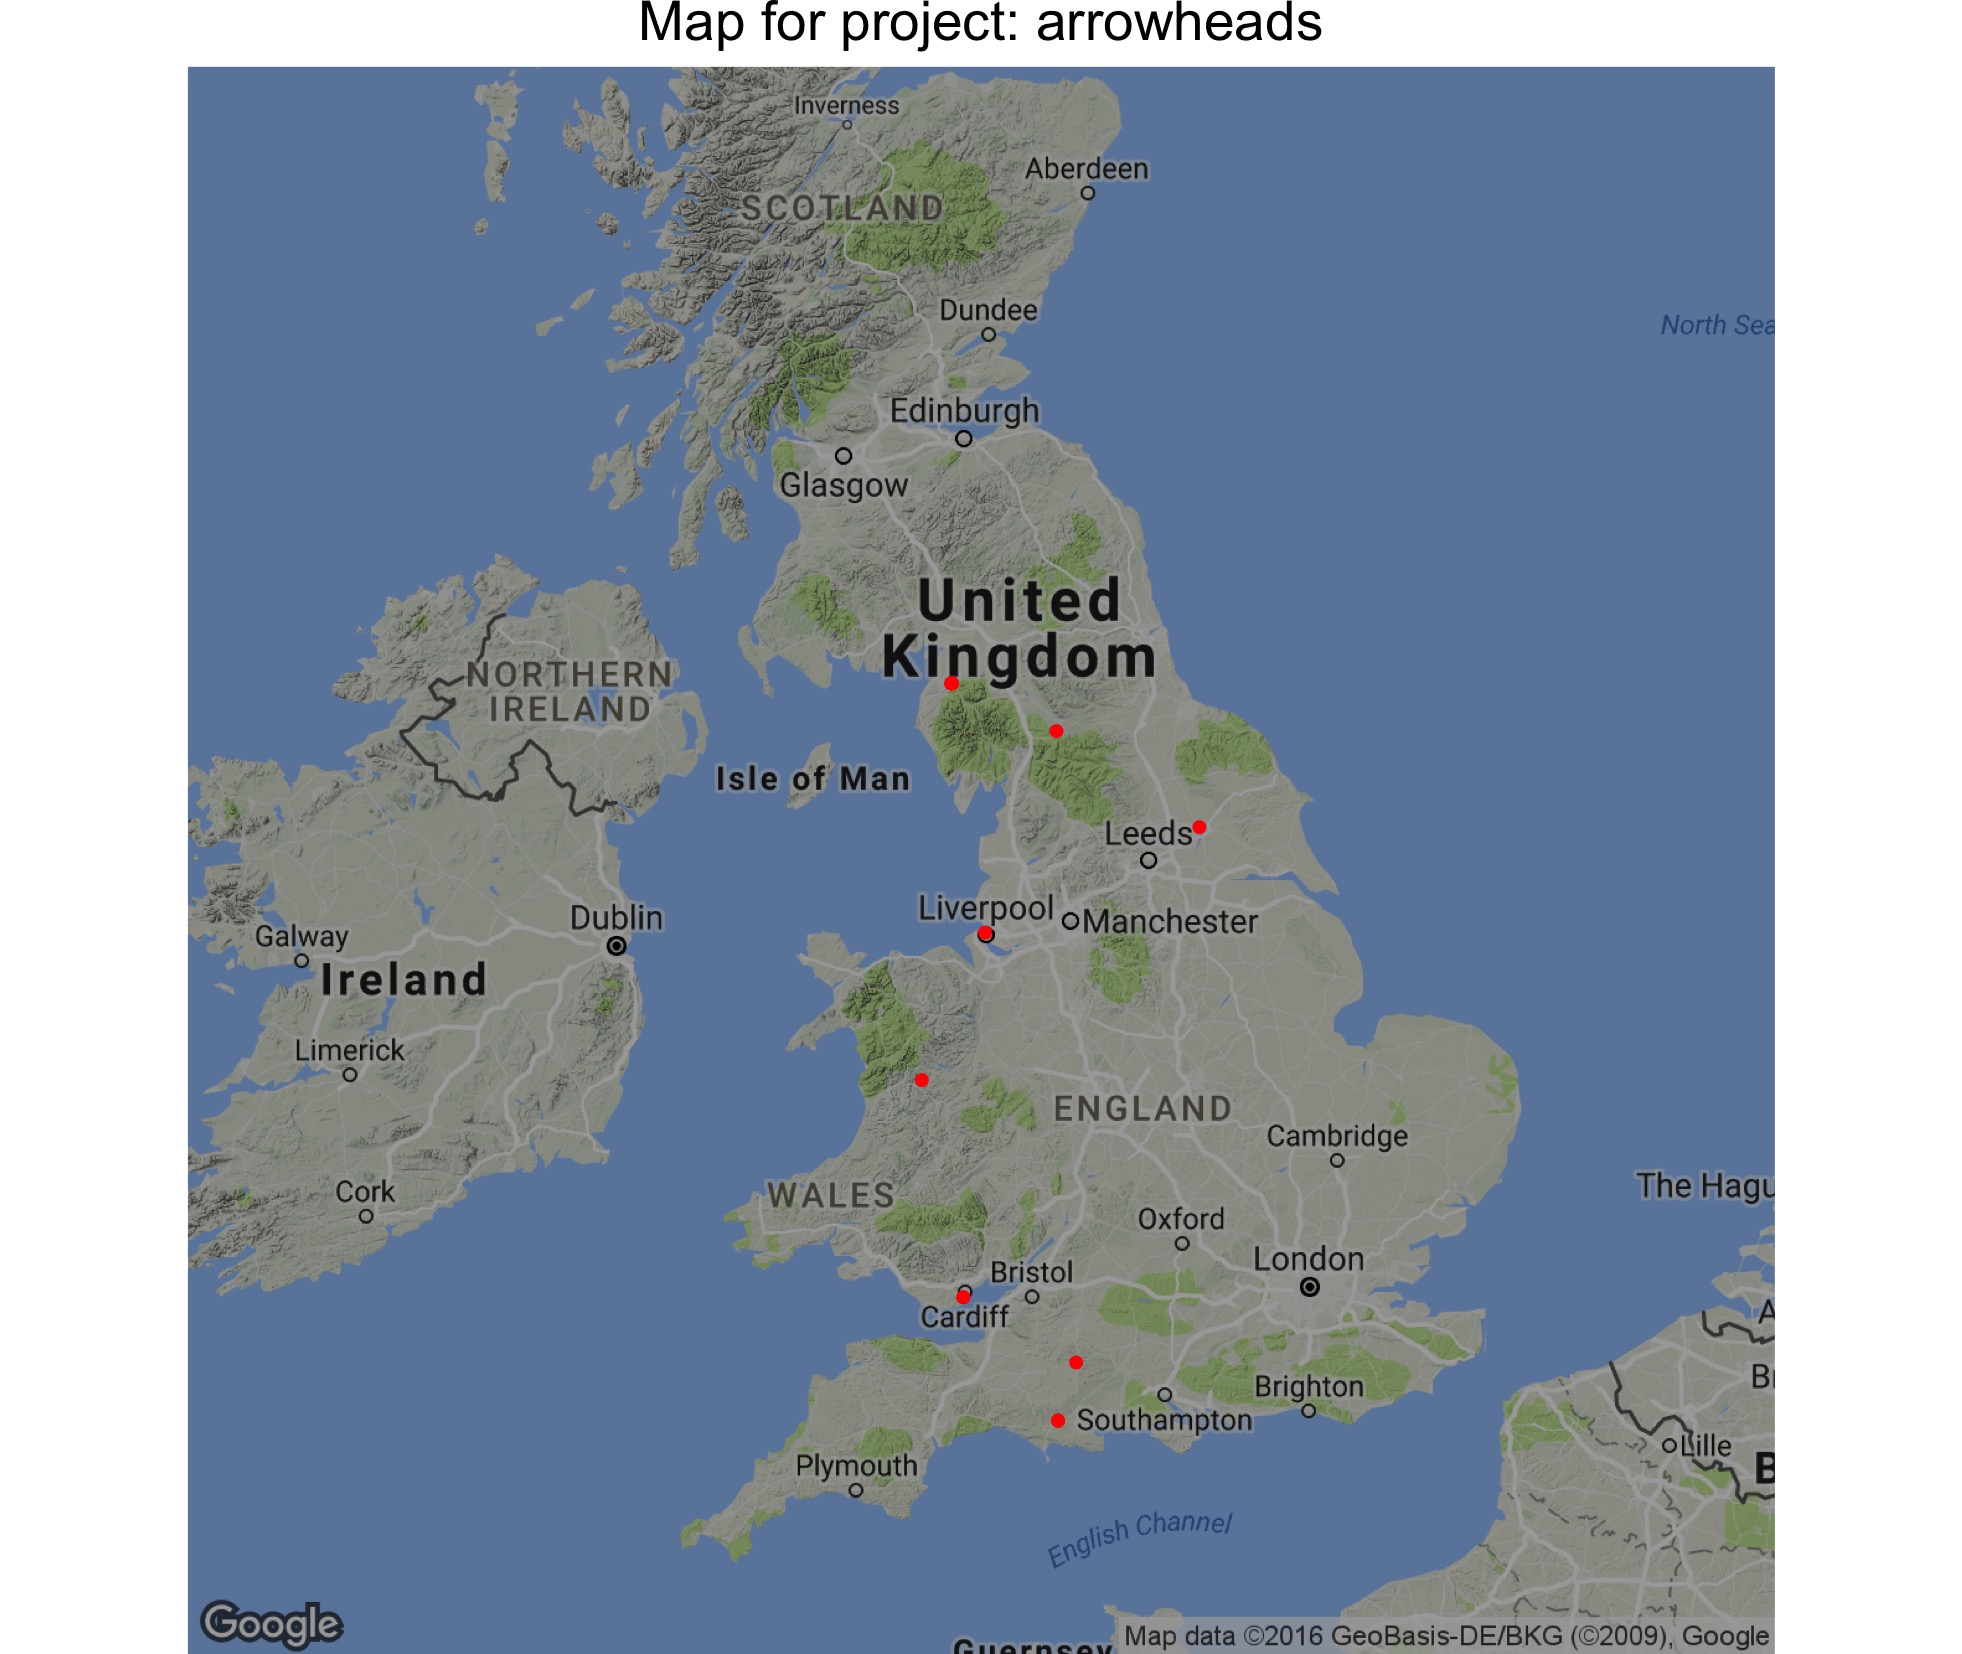 Map for project: arrowheads
Inverness
Aberdeen
SCOTLAND
Dundee
North Sea
Edinburgh
Glasgow
United
Kingdom
NORTHERN
IRELAND
Isle of Man
Leeds
Liverpool
Manchester
Dublin
Galway
Ireland
Limerick
ENGLAND
Cambridge
Cork
WALES
The Hagu
Oxford
London
Bristol
Cardiff
A
Br
Brighton
Southampton
Lille
Plymouth
B
English Channel
Google
Guernsey
Map data ©2016 GeoBasis-DE/BKG (©2009), Google